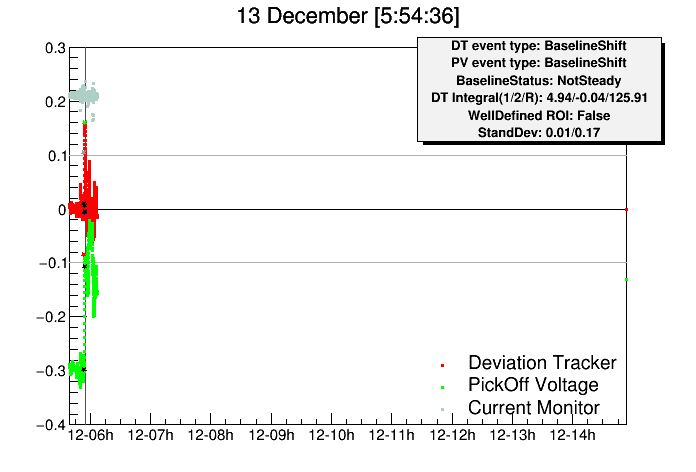 13 December [5:54:36]
DT event type: BaselineShift
PV event type: BaselineShift
BaselineStatus: NotSteady
DT Integral(1/2/R): 4.94/-0.04/125.91
WellDefined ROI: False
StandDev: 0.01/0.17
0.3
0.2
0.1
0
−0.1
−0.2
−0.3
−0.4
Deviation Tracker
PickOff Voltage
Current Monitor
12-06h 12-07h 12-08h 12-09h 12-10h 12-11h 12-12h 12-13h 12-14h